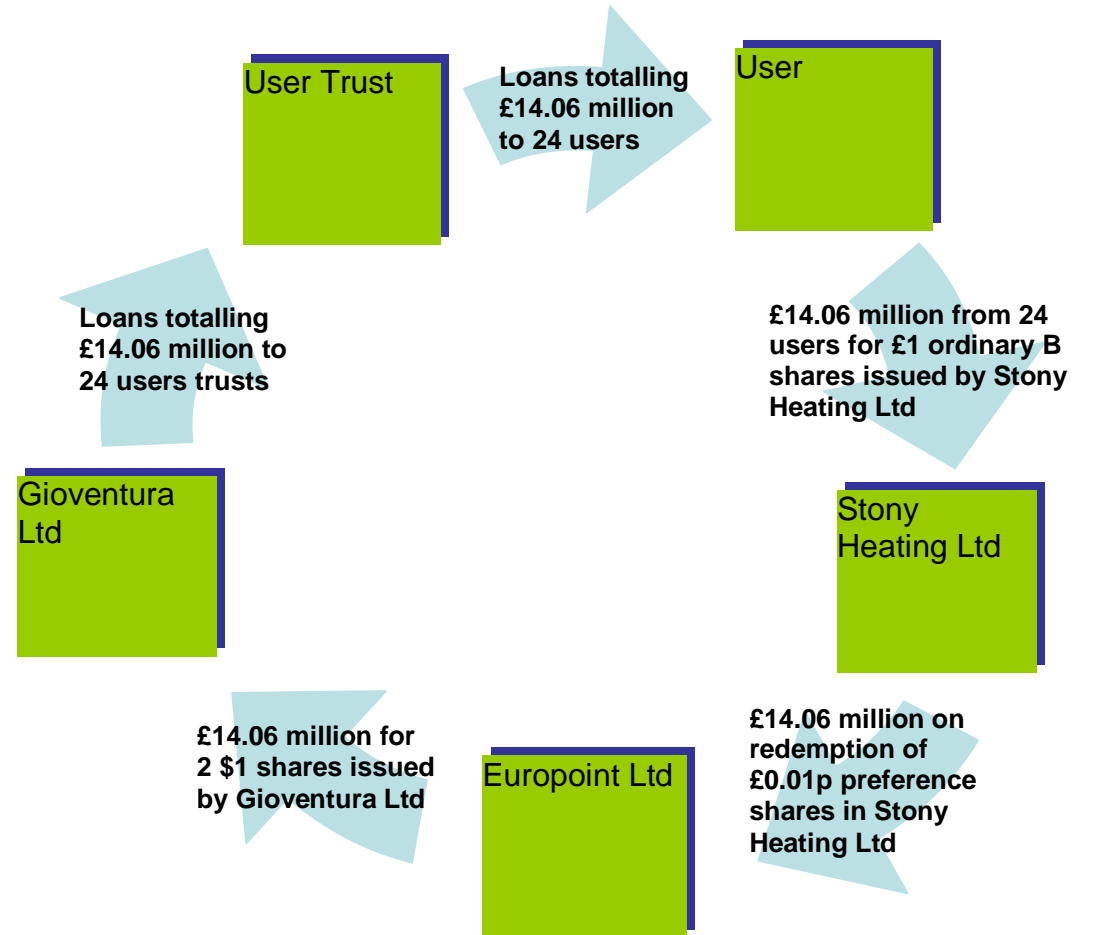 User Trust
Loans totalling
£14.06 million
to 24 users
User
£14.06 million from 24
users for £1 ordinary B
shares issued by Stony
Heating Ltd
Stony
Heating Ltd
£14.06 million on
redemption of
£0.01p preference
shares in Stony
Heating Ltd
Europoint Ltd
£14.06 million for
2 $1 shares issued
by Gioventura Ltd
Gioventura
Ltd
Loans totalling
£14.06 million to
24 users trusts